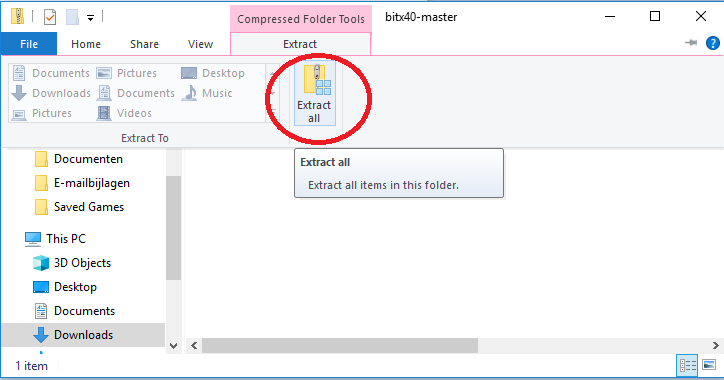 Compressed Folder Tools bitx40-master
File Home Share View Extract
Documents Pictures Desktop
Downloads Documents Music
Pictures Videos
Extract
all
Extract To
Extract all
Extract all items in this folder.
Documenten
E-mailbijlagen
Saved Games
This PC
3D Objects
Desktop
Documents
Downloads
1 item